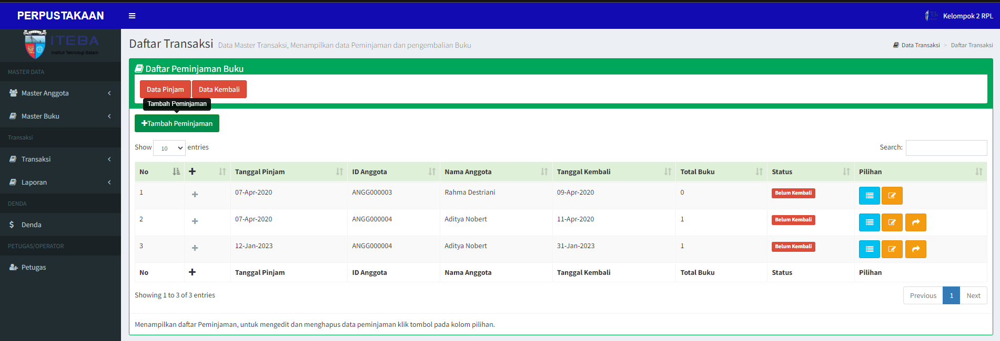 PERPUSTAKAAN
Kelompok 2 RPL
ITEBA
Institut Teknologi Batam
MASTER DATA
Master Anggota
Master Buku
Transaksi
Transaksi
Laporan
DENDA
Denda
PETUGAS/OPERATOR
Petugas
Daftar Transaksi Data Master Transaksi, Menampilkan data Peminjaman dan pengembalian Buku
Data Transaksi > Daftar Transaksi
Daftar Peminjaman Buku
Data Pinjam Data Kembali
Tambah Peminjaman
+Tambah Peminjaman
Show 10 entries
Search:
No + Tanggal Pinjam ID Anggota Nama Anggota Tanggal Kembali Total Buku Status Pilihan
1 + 07-Apr-2020 ANGG000003 Rahma Destriani 09-Apr-2020 0 Belum Kembali
2 + 07-Apr-2020 ANGG000004 Aditya Nobert 11-Apr-2020 1 Belum Kembali
3 + 12-Jan-2023 ANGG000004 Aditya Nobert 31-Jan-2023 1 Belum Kembali
No + Tanggal Pinjam ID Anggota Nama Anggota Tanggal Kembali Total Buku Status Pilihan
Showing 1 to 3 of 3 entries
Previous 1 Next
Menampilkan daftar Peminjaman, untuk mengedit dan menghapus data peminjaman klik tombol pada kolom pilihan.